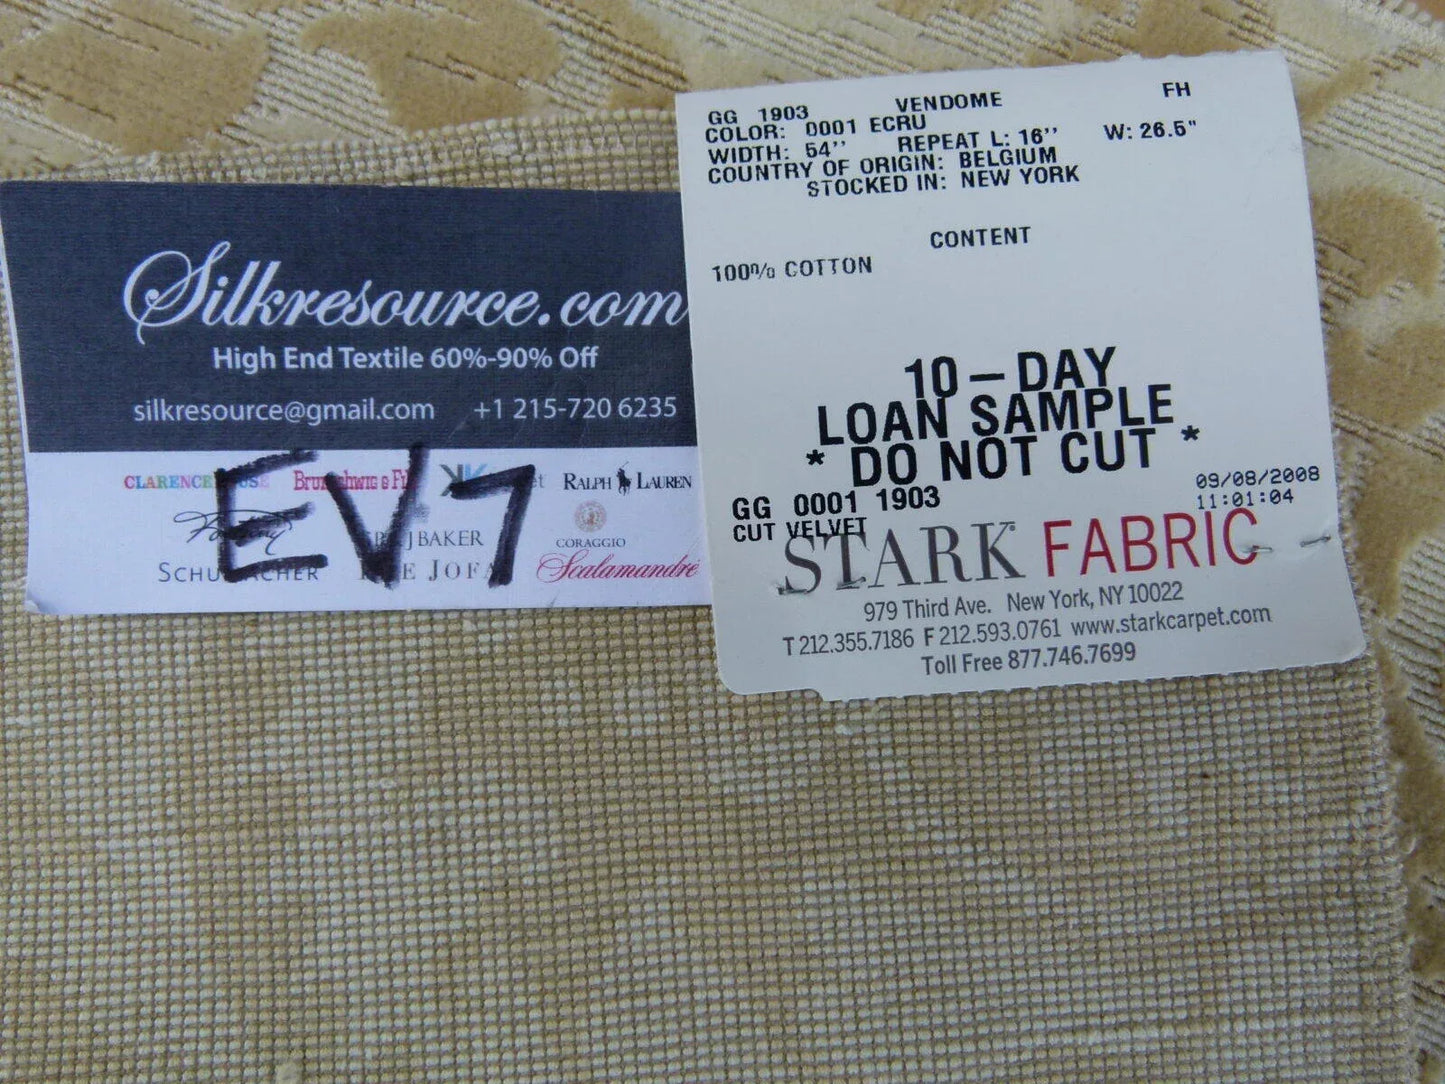 Silkresource.com
High End Textile 60%-90% Off
silkresource@gmail.com +1 215-720 6235
CLARENCE
RALPH LAUREN
BAKER
CORAGGIO
Scalamandré
EV7
GG 1903 VENDOME FH
COLOR: 0001 ECRU
WIDTH: 54'' REPEAT L: 16'' W: 26.5"
COUNTRY OF ORIGIN: BELGIUM
STOCKED IN: NEW YORK
CONTENT
100% COTTON
10-DAY
LOAN SAMPLE
* DO NOT CUT *
GG 0001 1903 09/08/2008
CUT VELVET 11:01:04
STARK FABRIC
979 Third Ave. New York, NY 10022
T 212.355.7186 F 212.593.0761 www.starkcarpet.com
Toll Free 877.746.7699